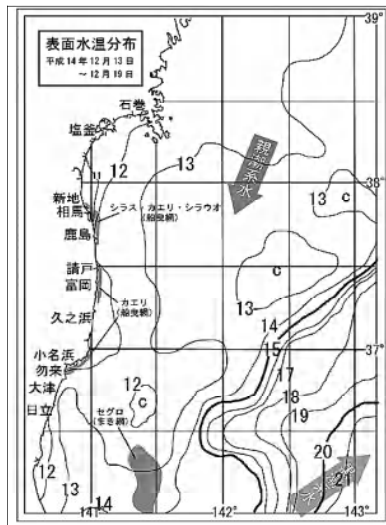 表面水温分布
平成14年12月13日
～12月19日
39°
石巻
塩釜
12
13
13
親潮系水
38°
11
新地
相馬
シラス・カエリ・シラウオ
(船曳網)
13
C
鹿島
請戸
富岡
C
カエリ
(船曳網)
13
久之浜
14
15
小名浜
37°
勿来
17
大津
12
18
C
19
日立
セグロ
(まき網)
20
12
21
13
14
141°
142°
143°